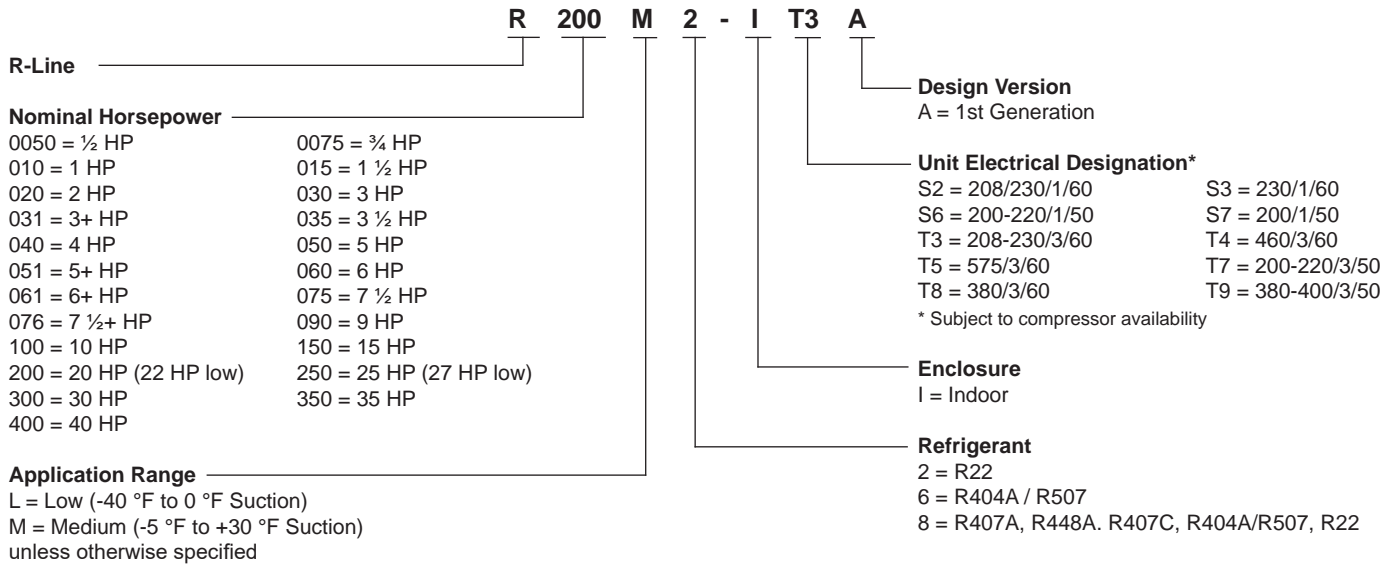 R 200 M 2 - I T3 A
R-Line
Nominal Horsepower
0050 = ½ HP 0075 = ¾ HP
010 = 1 HP 015 = 1 ½ HP
020 = 2 HP 030 = 3 HP
031 = 3+ HP 035 = 3 ½ HP
040 = 4 HP 050 = 5 HP
051 = 5+ HP 060 = 6 HP
061 = 6+ HP 075 = 7 ½ HP
076 = 7 ½+ HP 090 = 9 HP
100 = 10 HP 150 = 15 HP
200 = 20 HP (22 HP low) 250 = 25 HP (27 HP low)
300 = 30 HP 350 = 35 HP
400 = 40 HP
Application Range
L = Low (-40 °F to 0 °F Suction)
M = Medium (-5 °F to +30 °F Suction)
unless otherwise specified
Design Version
A = 1st Generation
Unit Electrical Designation*
S2 = 208/230/1/60 S3 = 230/1/60
S6 = 200-220/1/50 S7 = 200/1/50
T3 = 208-230/3/60 T4 = 460/3/60
T5 = 575/3/60 T7 = 200-220/3/50
T8 = 380/3/60 T9 = 380-400/3/50
* Subject to compressor availability
Enclosure
I = Indoor
Refrigerant
2 = R22
6 = R404A / R507
8 = R407A, R448A. R407C, R404A/R507, R22